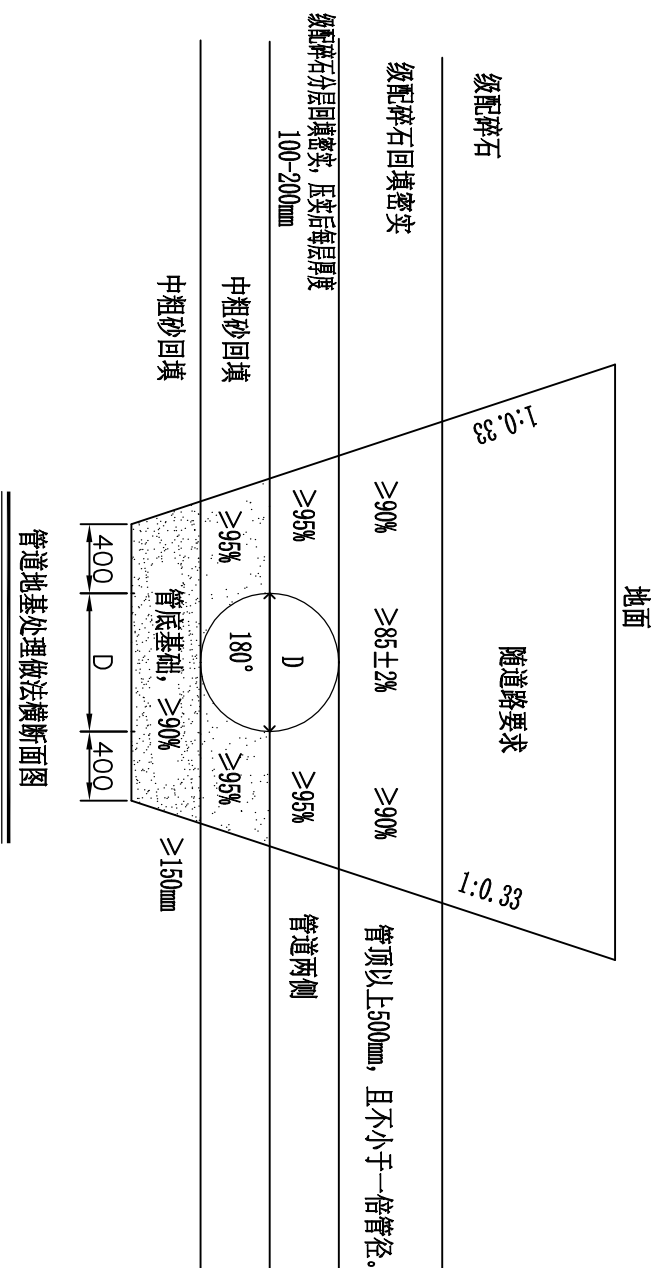 地面
级配碎石
随道路要求
1:0.33
1:0.33
级配碎石回填密实
≥90%
≥85±2%
≥90%
管顶以上500mm，且不小于一倍管径。
级配碎石分层回填密实，压实后每层厚度
100-200mm
≥95%
D
≥95%
管道两侧
中粗砂回填
≥95%
180°
≥95%
中粗砂回填
管底基础，≥90%
≥150mm
400
D
400
管道地基处理做法横断面图